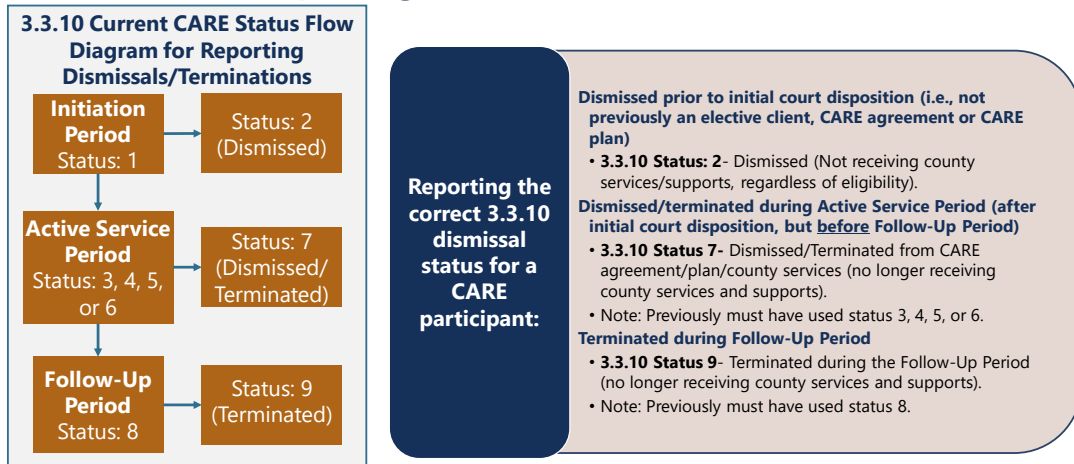 3.3.10 Current CARE Status Flow
Diagram for Reporting
Dismissals/Terminations
Initiation
Period
Status: 1
Status: 2
(Dismissed)
Active Service
Period
Status: 3, 4, 5,
or 6
Status: 7
(Dismissed/
Terminated)
Follow-Up
Period
Status: 8
Status: 9
(Terminated)
Reporting the
correct 3.3.10
dismissal
status for a
CARE
participant:
Dismissed prior to initial court disposition (i.e., not
previously an elective client, CARE agreement or CARE
plan)
• 3.3.10 Status: 2- Dismissed (Not receiving county
services/supports, regardless of eligibility).
Dismissed/terminated during Active Service Period (after
initial court disposition, but before Follow-Up Period)
• 3.3.10 Status 7- Dismissed/Terminated from CARE
agreement/plan/county services (no longer receiving
county services and supports).
• Note: Previously must have used status 3, 4, 5, or 6.
Terminated during Follow-Up Period
• 3.3.10 Status 9- Terminated during the Follow-Up Period
(no longer receiving county services and supports).
• Note: Previously must have used status 8.